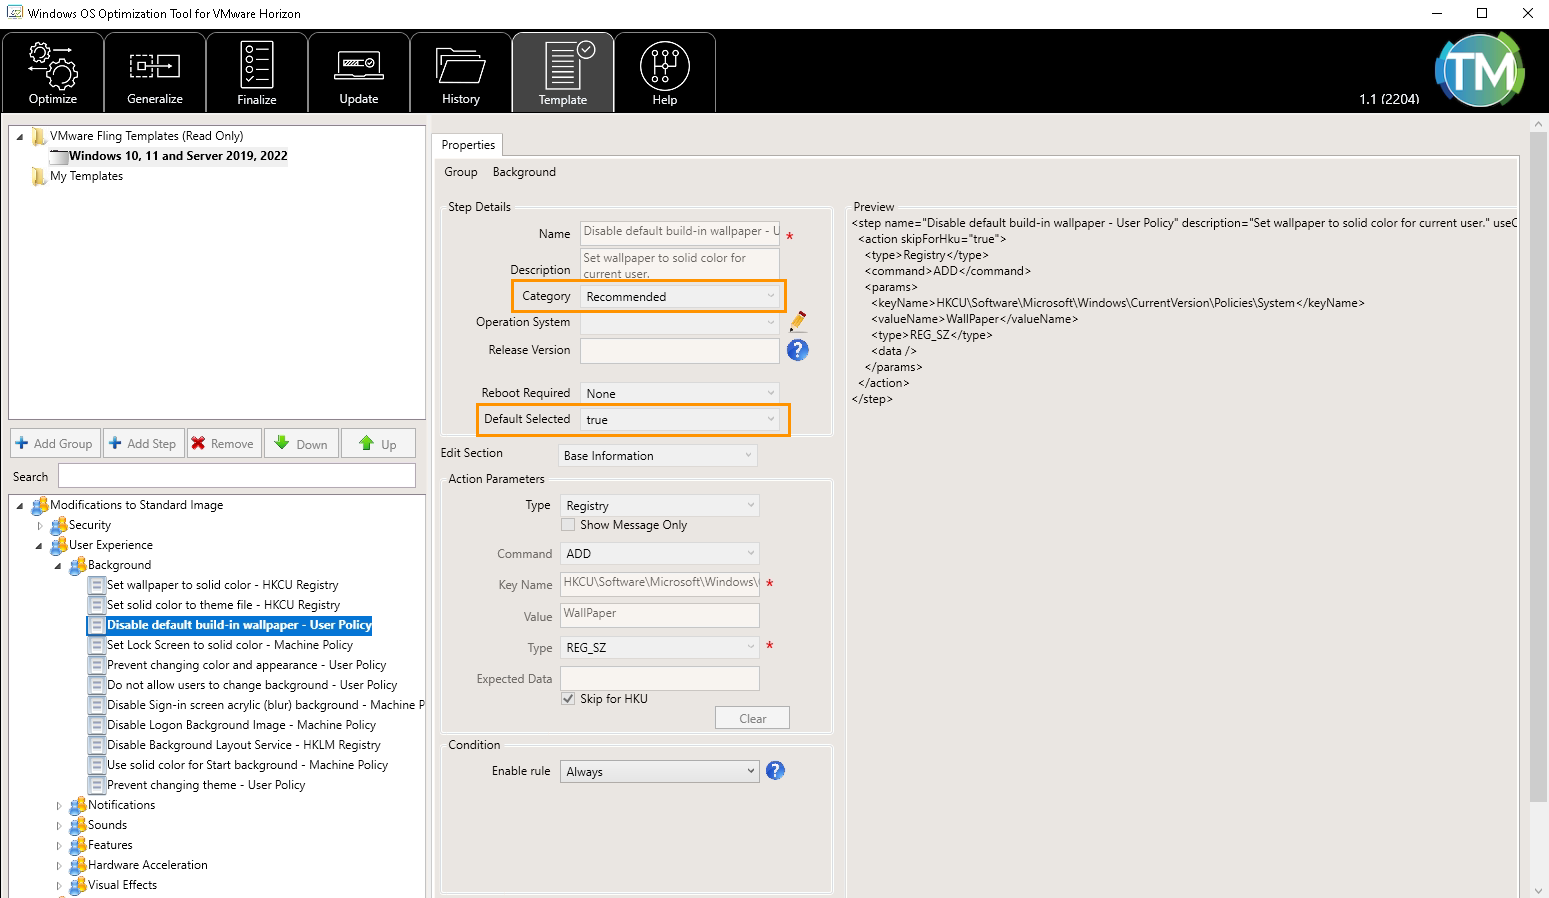 Windows OS Optimization Tool for VMware Horizon
Optimize
Generalize
Finalize
Update
History
Template
Help
1.1 (2204)
TM
VMware Fling Templates (Read Only)
Windows 10, 11 and Server 2019, 2022
My Templates
Add Group
Add Step
Remove
Down
Up
Search
Modifications to Standard Image
Security
User Experience
Background
Set wallpaper to solid color - HKCU Registry
Set solid color to theme file - HKCU Registry
Disable default build-in wallpaper - User Policy
Set Lock Screen to solid color - Machine Policy
Prevent changing color and appearance - User Policy
Do not allow users to change background - User Policy
Disable Sign-in screen acrylic (blur) background - Machine P
Disable Logon Background Image - Machine Policy
Disable Background Layout Service - HKLM Registry
Use solid color for Start background - Machine Policy
Prevent changing theme - User Policy
Notifications
Sounds
Features
Hardware Acceleration
Visual Effects
Properties
Group Background
Step Details
Name Disable default build-in wallpaper - U *
Description Set wallpaper to solid color for
current user.
Category Recommended
Operation System
Release Version ?
Reboot Required None
Default Selected true
Edit Section Base Information
Action Parameters
Type Registry
Show Message Only
Command ADD
Key Name HKCU\Software\Microsoft\Windows\ *
Value WallPaper
Type REG_SZ *
Expected Data
Skip for HKU
Clear
Condition
Enable rule Always ?
Preview
<step name="Disable default build-in wallpaper - User Policy" description="Set wallpaper to solid color for current user." useC
<action skipForHku="true">
<type>Registry</type>
<command>ADD</command>
<params>
<keyName>HKCU\Software\Microsoft\Windows\CurrentVersion\Policies\System</keyName>
<valueName>WallPaper</valueName>
<type>REG_SZ</type>
<data />
</params>
</action>
</step>